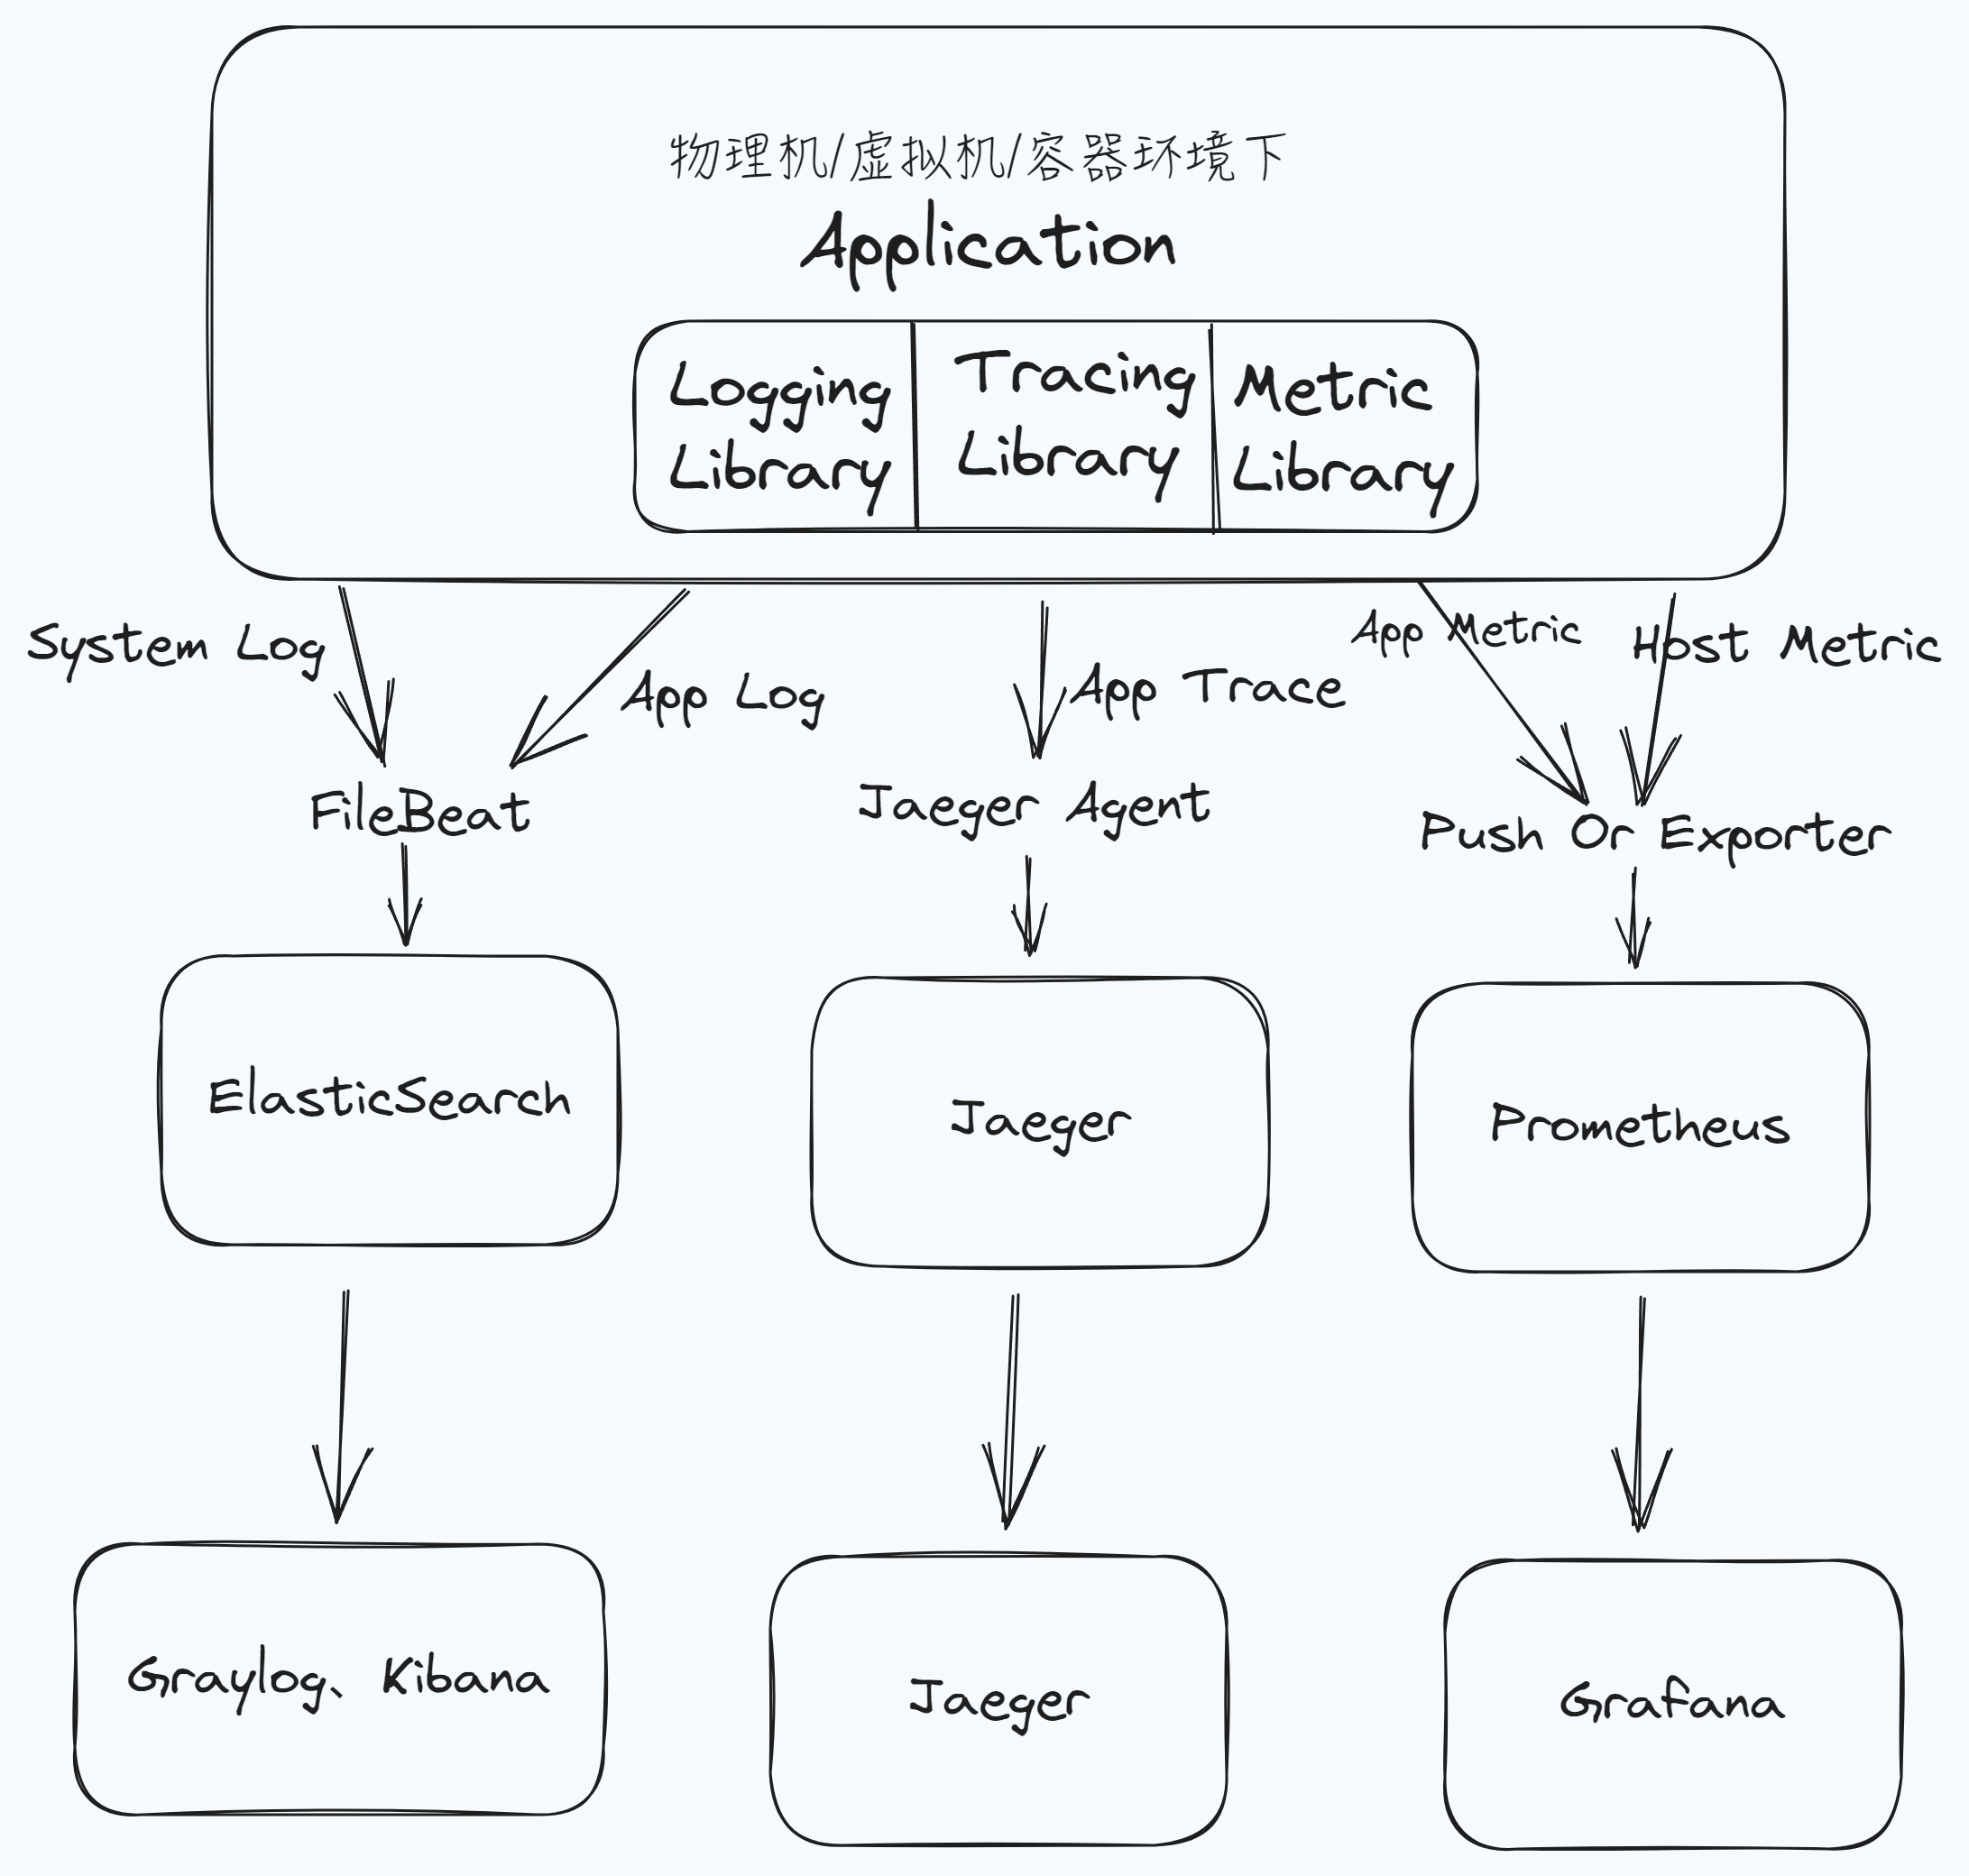 物理机/虚拟机/容器环境下
Application
Logging
Library
Tracing
Library
Metric
Library
System Log
App Log
App Trace
App Metric
Host Metric
FileBeat
Jaeger Agent
Push Or Exporter
ElasticSearch
Jaeger
Prometheus
Graylog、Kibana
Jaeger
Grafana